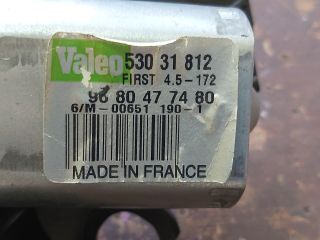 Valeo 530 31 812
FIRST 4.5-172
96 80 47 74 80
6/M-00651 190-1
MADE IN FRANCE